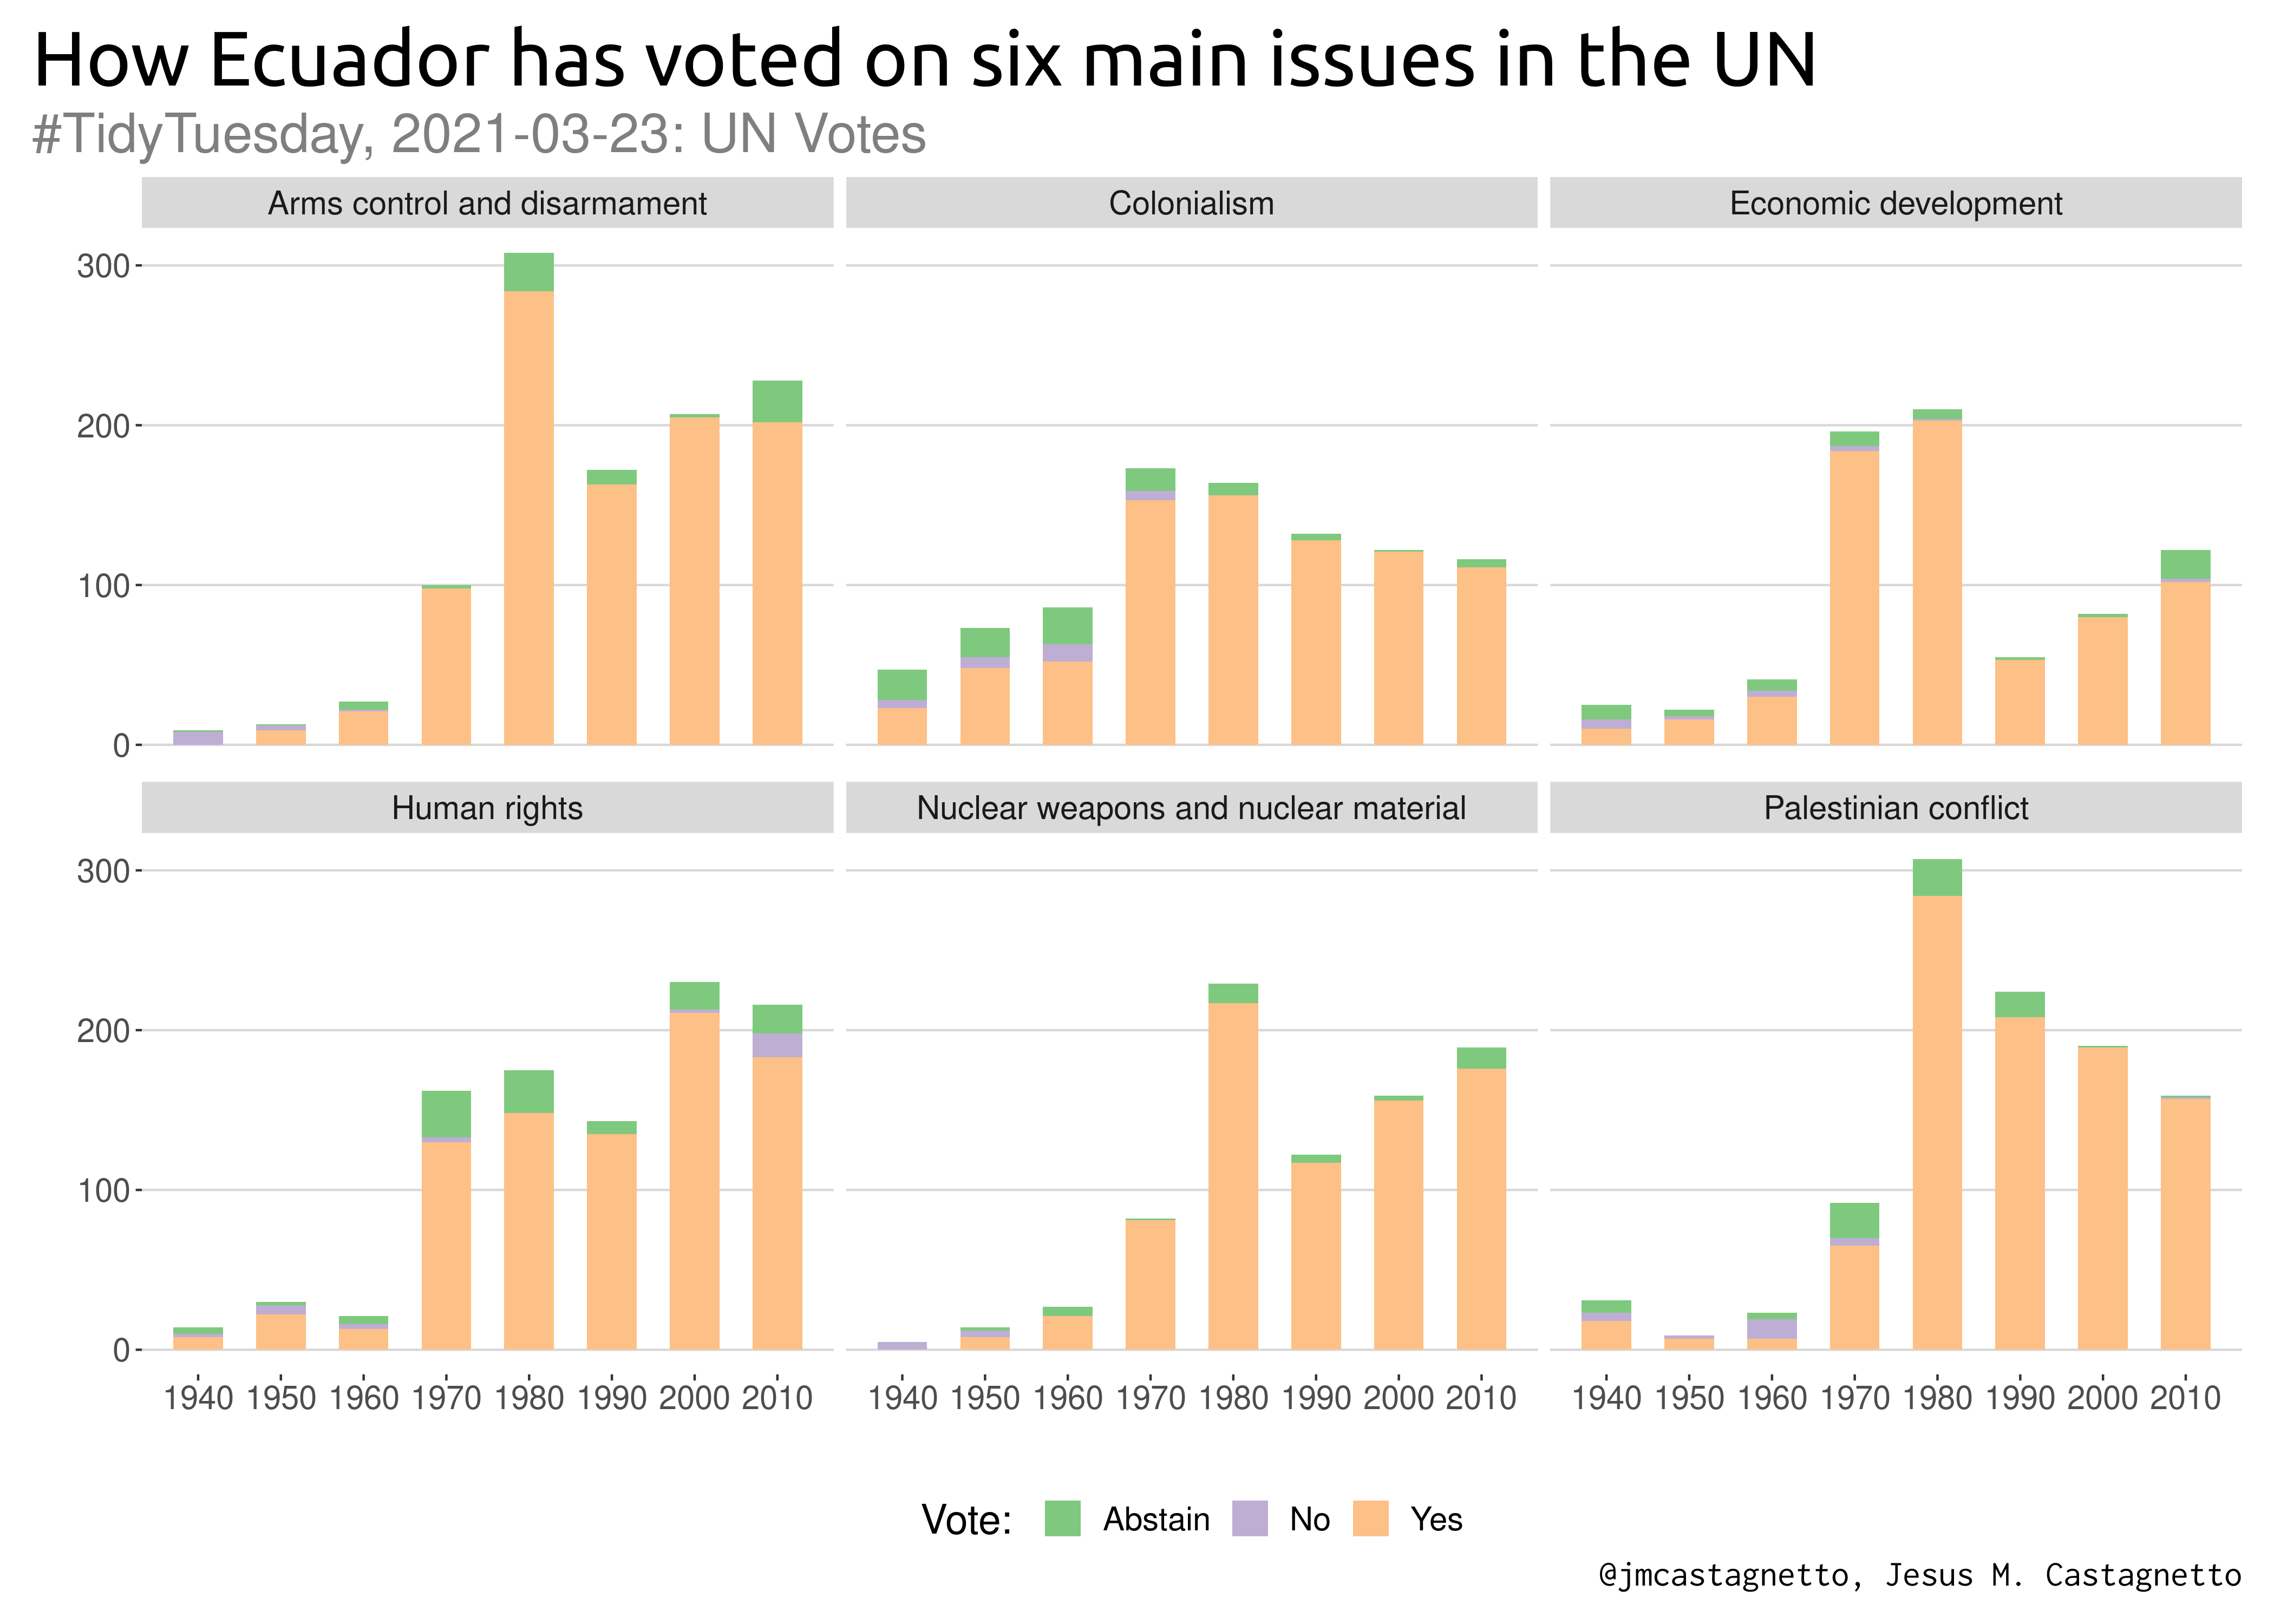 How Ecuador has voted on six main issues in the UN
#TidyTuesday, 2021-03-23: UN Votes
Arms control and disarmament
Colonialism
Economic development
300
200
100
0
Human rights
Nuclear weapons and nuclear material
Palestinian conflict
300
200
100
0
1940 1950 1960 1970 1980 1990 2000 2010
1940 1950 1960 1970 1980 1990 2000 2010
1940 1950 1960 1970 1980 1990 2000 2010
Vote: Abstain No Yes
@jmcastagnetto, Jesus M. Castagnetto